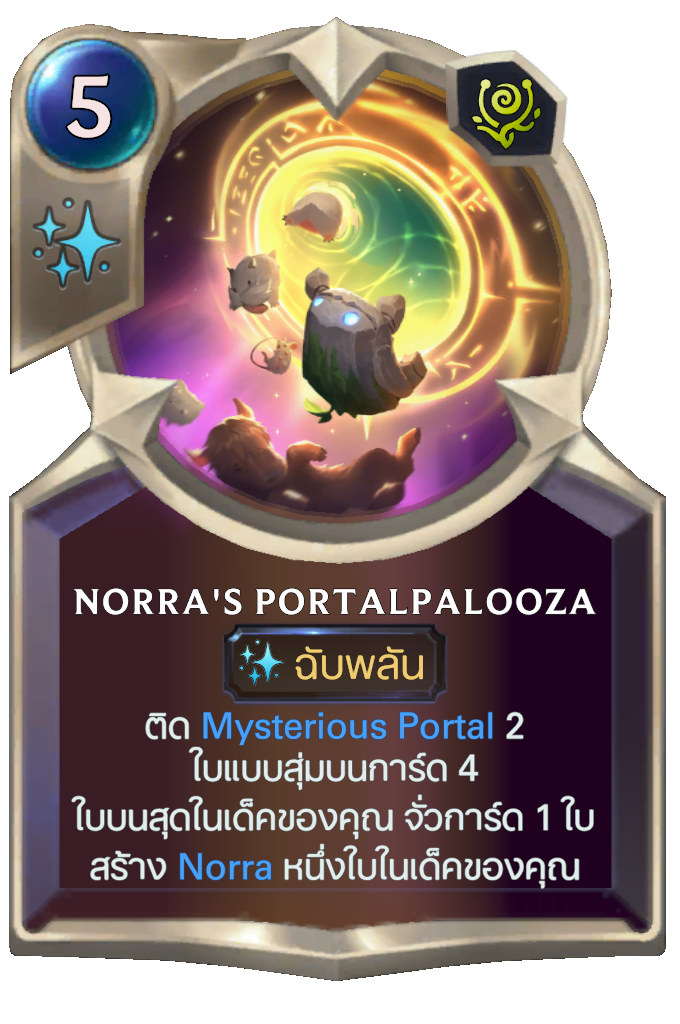 5
NORRA'S PORTALPALOOZA
ฉับพลัน
ติด Mysterious Portal 2
ใบแบบสุ่มบนการ์ด 4
ใบบนสุดในเด็คของคุณ จั่วการ์ด 1 ใบ
สร้าง Norra หนึ่งใบในเด็คของคุณ